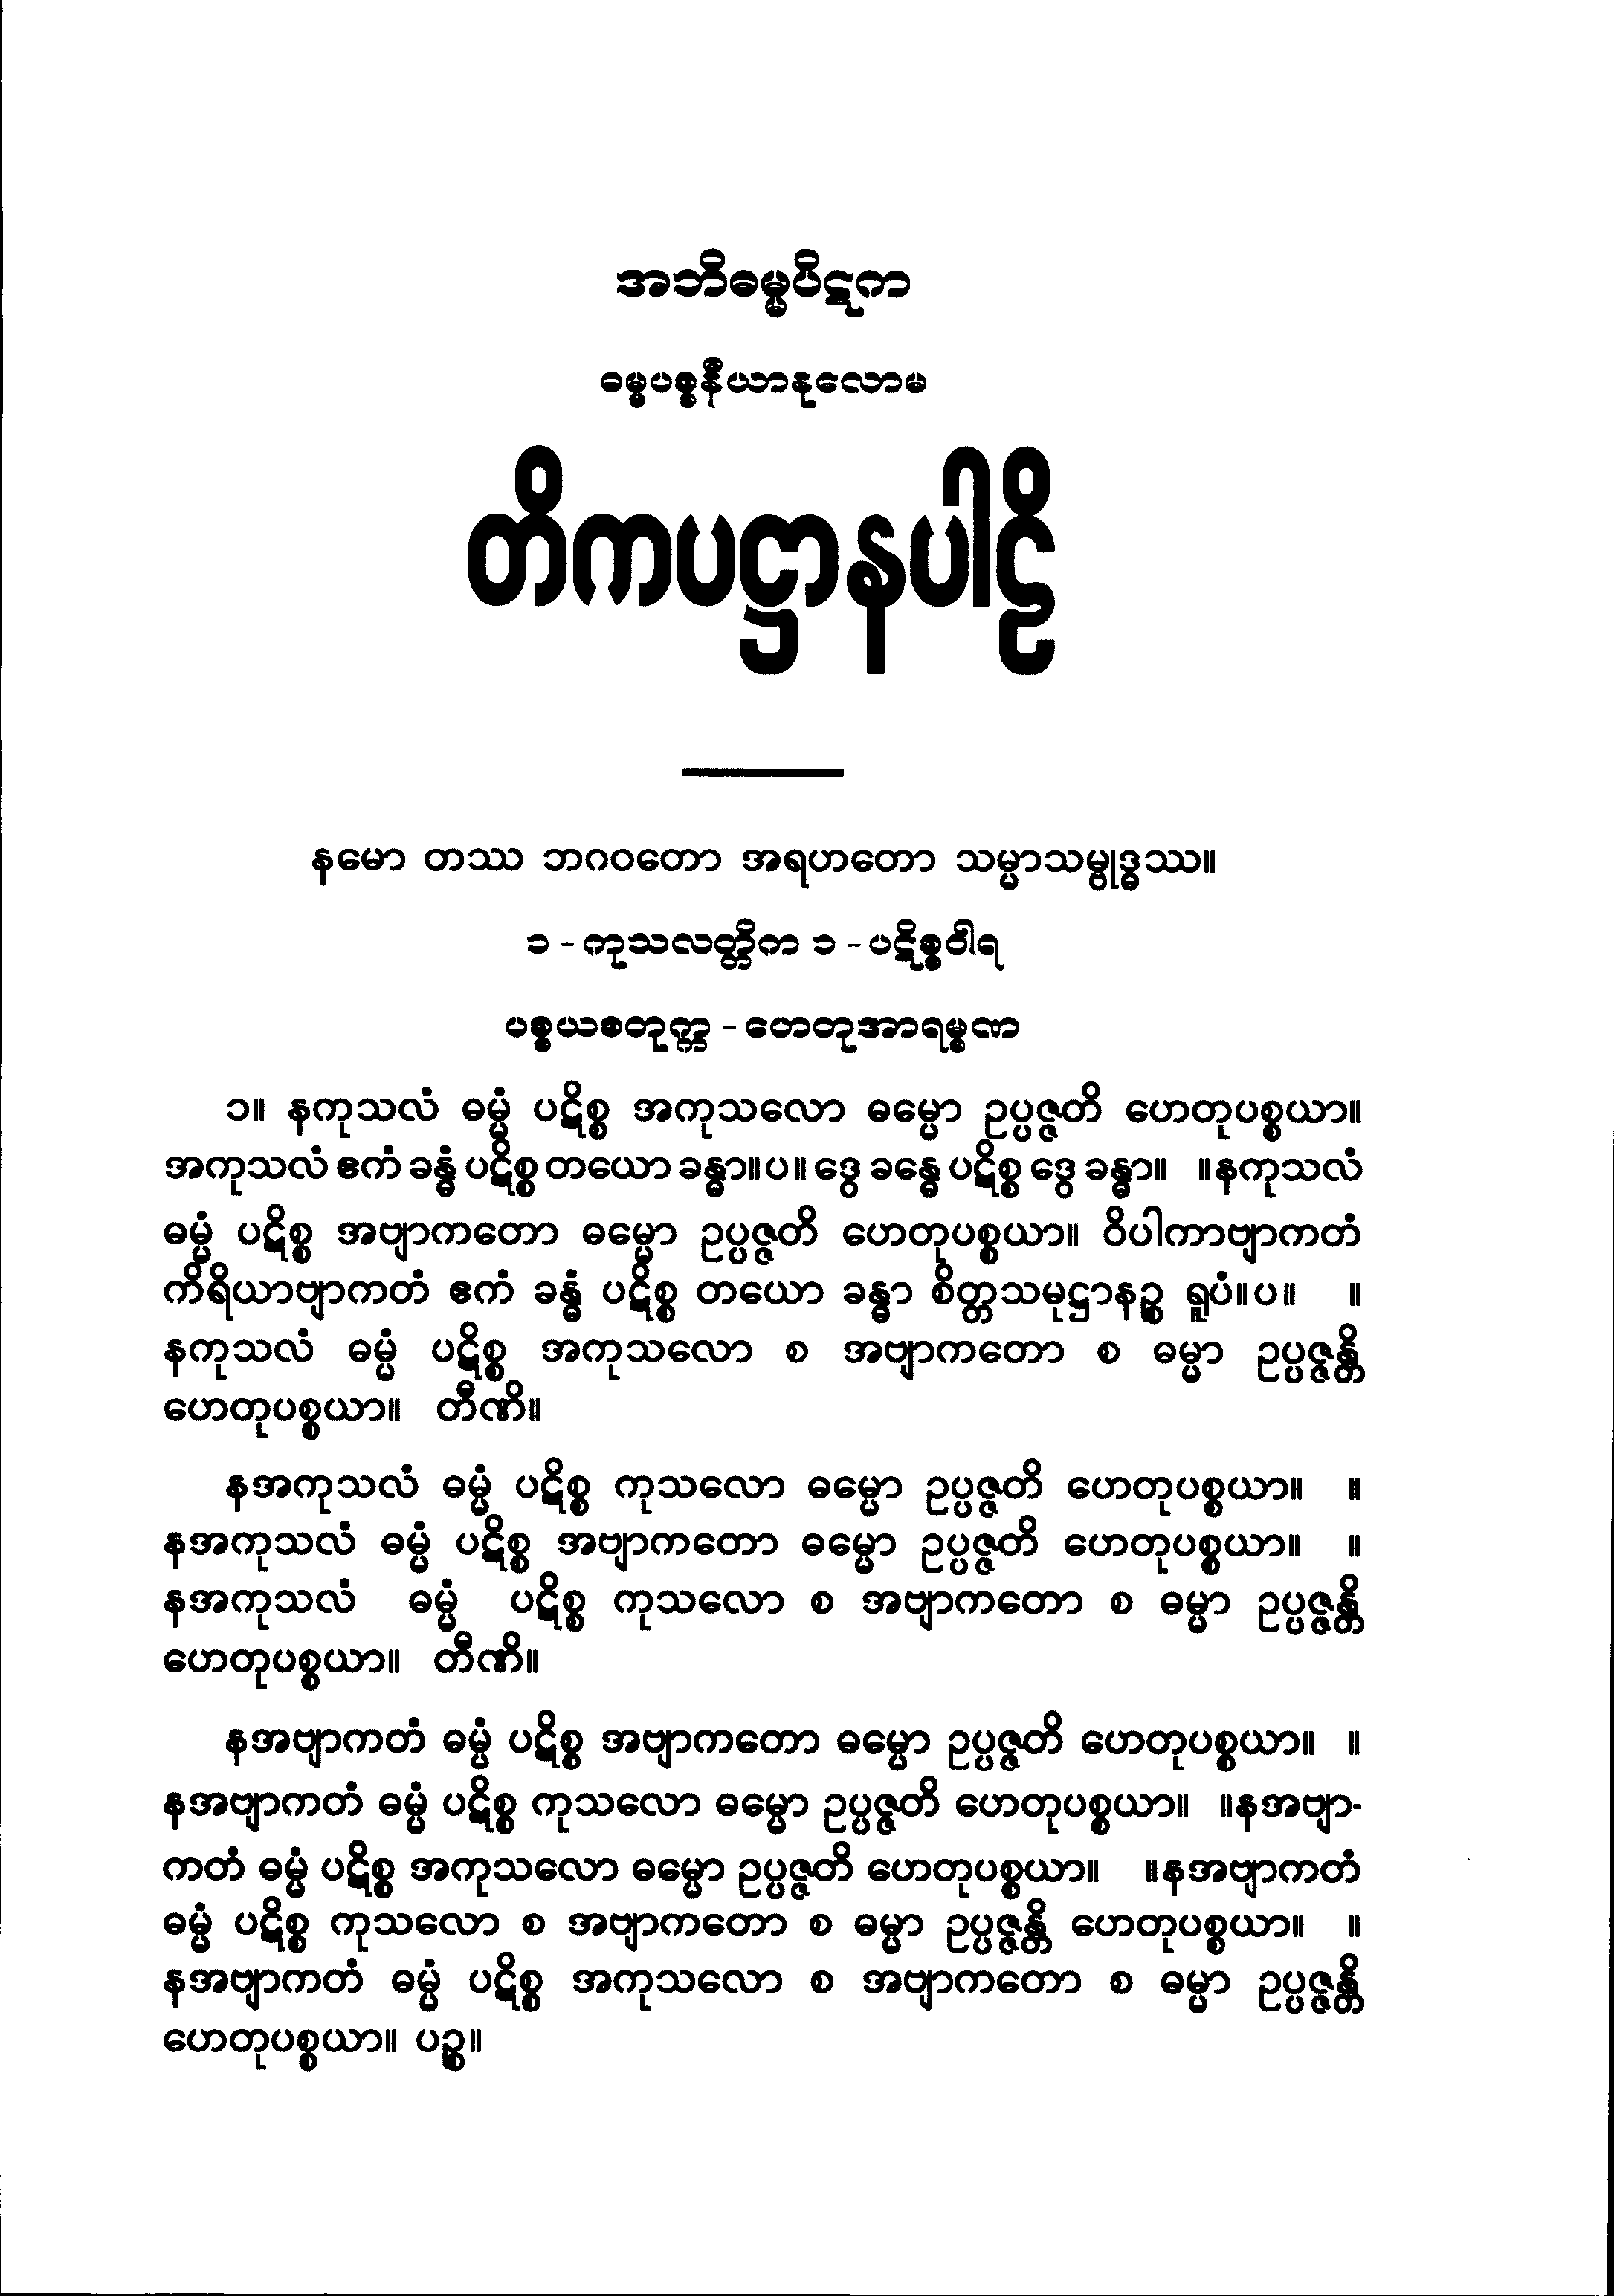 အဘိဓမ္မပိဋက
ဓမ္မပစ္စနီယာနုလောမ
တိကပဋ္ဌာနပါဠိ
နမော တဿ ဘဂဝတော အရဟတော သမ္မာသမ္ဗုဒ္ဓဿ။
၁ - ကုသလတ္တိက ၁ - ပဋိစ္စဝါရ
ပစ္စယစတုက္က - ဟေတုအာရမ္မဏ
၁။ နကုသလံ ဓမ္မံ ပဋိစ္စ အကုသလော ဓမ္မော ဥပ္ပဇ္ဇတိ ဟေတုပစ္စယာ။
အကုသလံ ဧကံ ခန္ဓံ ပဋိစ္စ တယော ခန္ဓာ။ပ။ ဒွေ ခန္ဓေ ပဋိစ္စ ဒွေ ခန္ဓာ။ ။နကုသလံ
ဓမ္မံ ပဋိစ္စ အဗျာကတော ဓမ္မော ဥပ္ပဇ္ဇတိ ဟေတုပစ္စယာ။ ဝိပါကာဗျာကတံ
ကိရိယာဗျာကတံ ဧကံ ခန္ဓံ ပဋိစ္စ တယော ခန္ဓာ စိတ္တသမုဋ္ဌာနဉ္စ ရူပံ။ပ။ ။
နကုသလံ ဓမ္မံ ပဋိစ္စ အကုသလော စ အဗျာကတော စ ဓမ္မာ ဥပ္ပဇ္ဇန္တိ
ဟေတုပစ္စယာ။ တီဏိ။
နအကုသလံ ဓမ္မံ ပဋိစ္စ ကုသလော ဓမ္မော ဥပ္ပဇ္ဇတိ ဟေတုပစ္စယာ။ ။
နအကုသလံ ဓမ္မံ ပဋိစ္စ အဗျာကတော ဓမ္မော ဥပ္ပဇ္ဇတိ ဟေတုပစ္စယာ။ ။
နအကုသလံ ဓမ္မံ ပဋိစ္စ ကုသလော စ အဗျာကတော စ ဓမ္မာ ဥပ္ပဇ္ဇန္တိ
ဟေတုပစ္စယာ။ တီဏိ။
နအဗျာကတံ ဓမ္မံ ပဋိစ္စ အဗျာကတော ဓမ္မော ဥပ္ပဇ္ဇတိ ဟေတုပစ္စယာ။ ။
နအဗျာကတံ ဓမ္မံ ပဋိစ္စ ကုသလော ဓမ္မော ဥပ္ပဇ္ဇတိ ဟေတုပစ္စယာ။ ။နအဗျာ-
ကတံ ဓမ္မံ ပဋိစ္စ အကုသလော ဓမ္မော ဥပ္ပဇ္ဇတိ ဟေတုပစ္စယာ။ ။နအဗျာကတံ
ဓမ္မံ ပဋိစ္စ ကုသလော စ အဗျာကတော စ ဓမ္မာ ဥပ္ပဇ္ဇန္တိ ဟေတုပစ္စယာ။ ။
နအဗျာကတံ ဓမ္မံ ပဋိစ္စ အကုသလော စ အဗျာကတော စ ဓမ္မာ ဥပ္ပဇ္ဇန္တိ
ဟေတုပစ္စယာ။ ပဉ္စ။